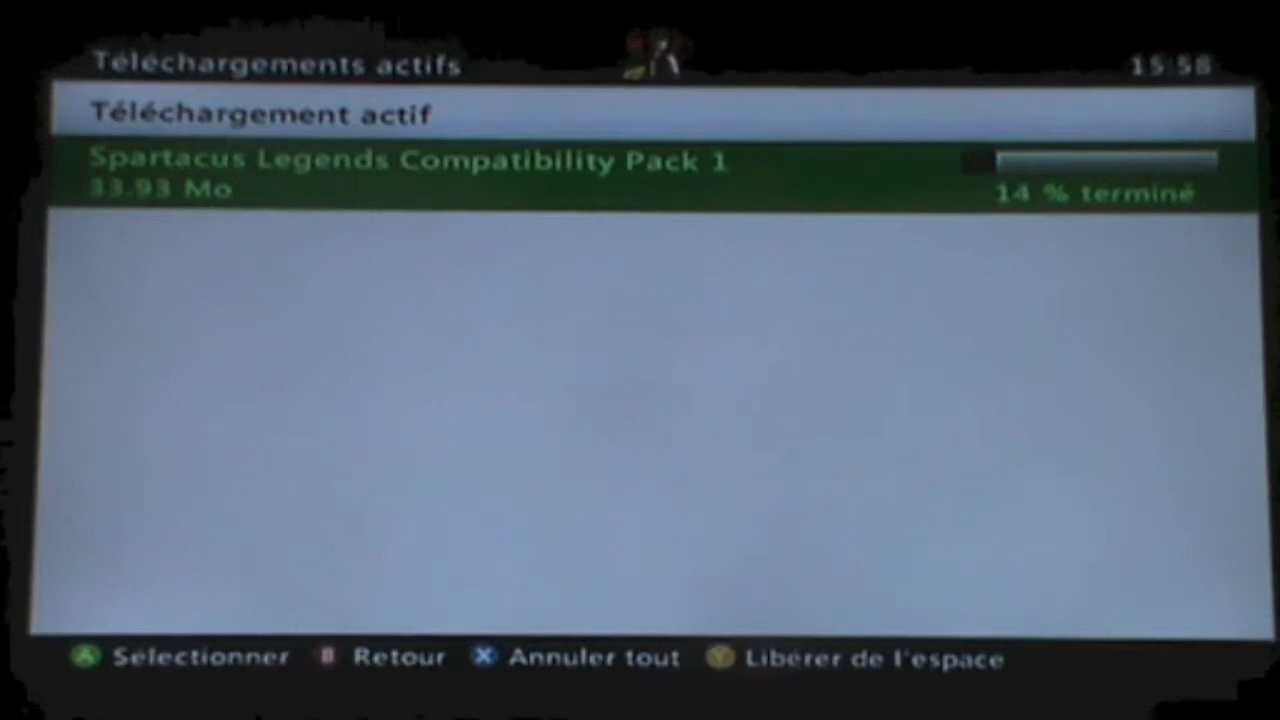 Téléchargements actifs
15:58
Téléchargement actif
Spartacus Legends Compatibility Pack 1
33.93 Mo
14 % terminé
A Sélectionner B Retour X Annuler tout Y Libérer de l'espace